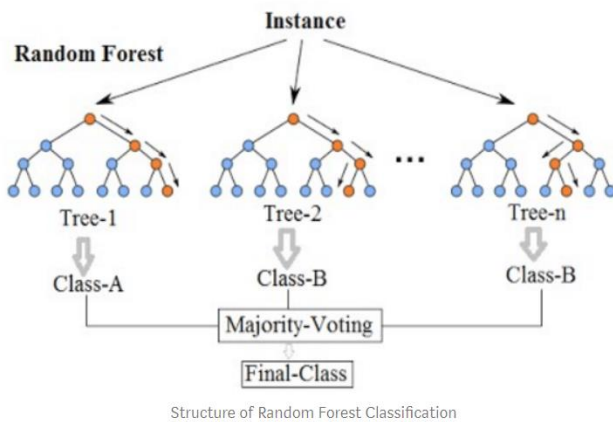 Instance
Random Forest
...
Tree-1
Tree-2
Tree-n
Class-A
Class-B
Class-B
Majority-Voting
Final-Class
Structure of Random Forest Classification